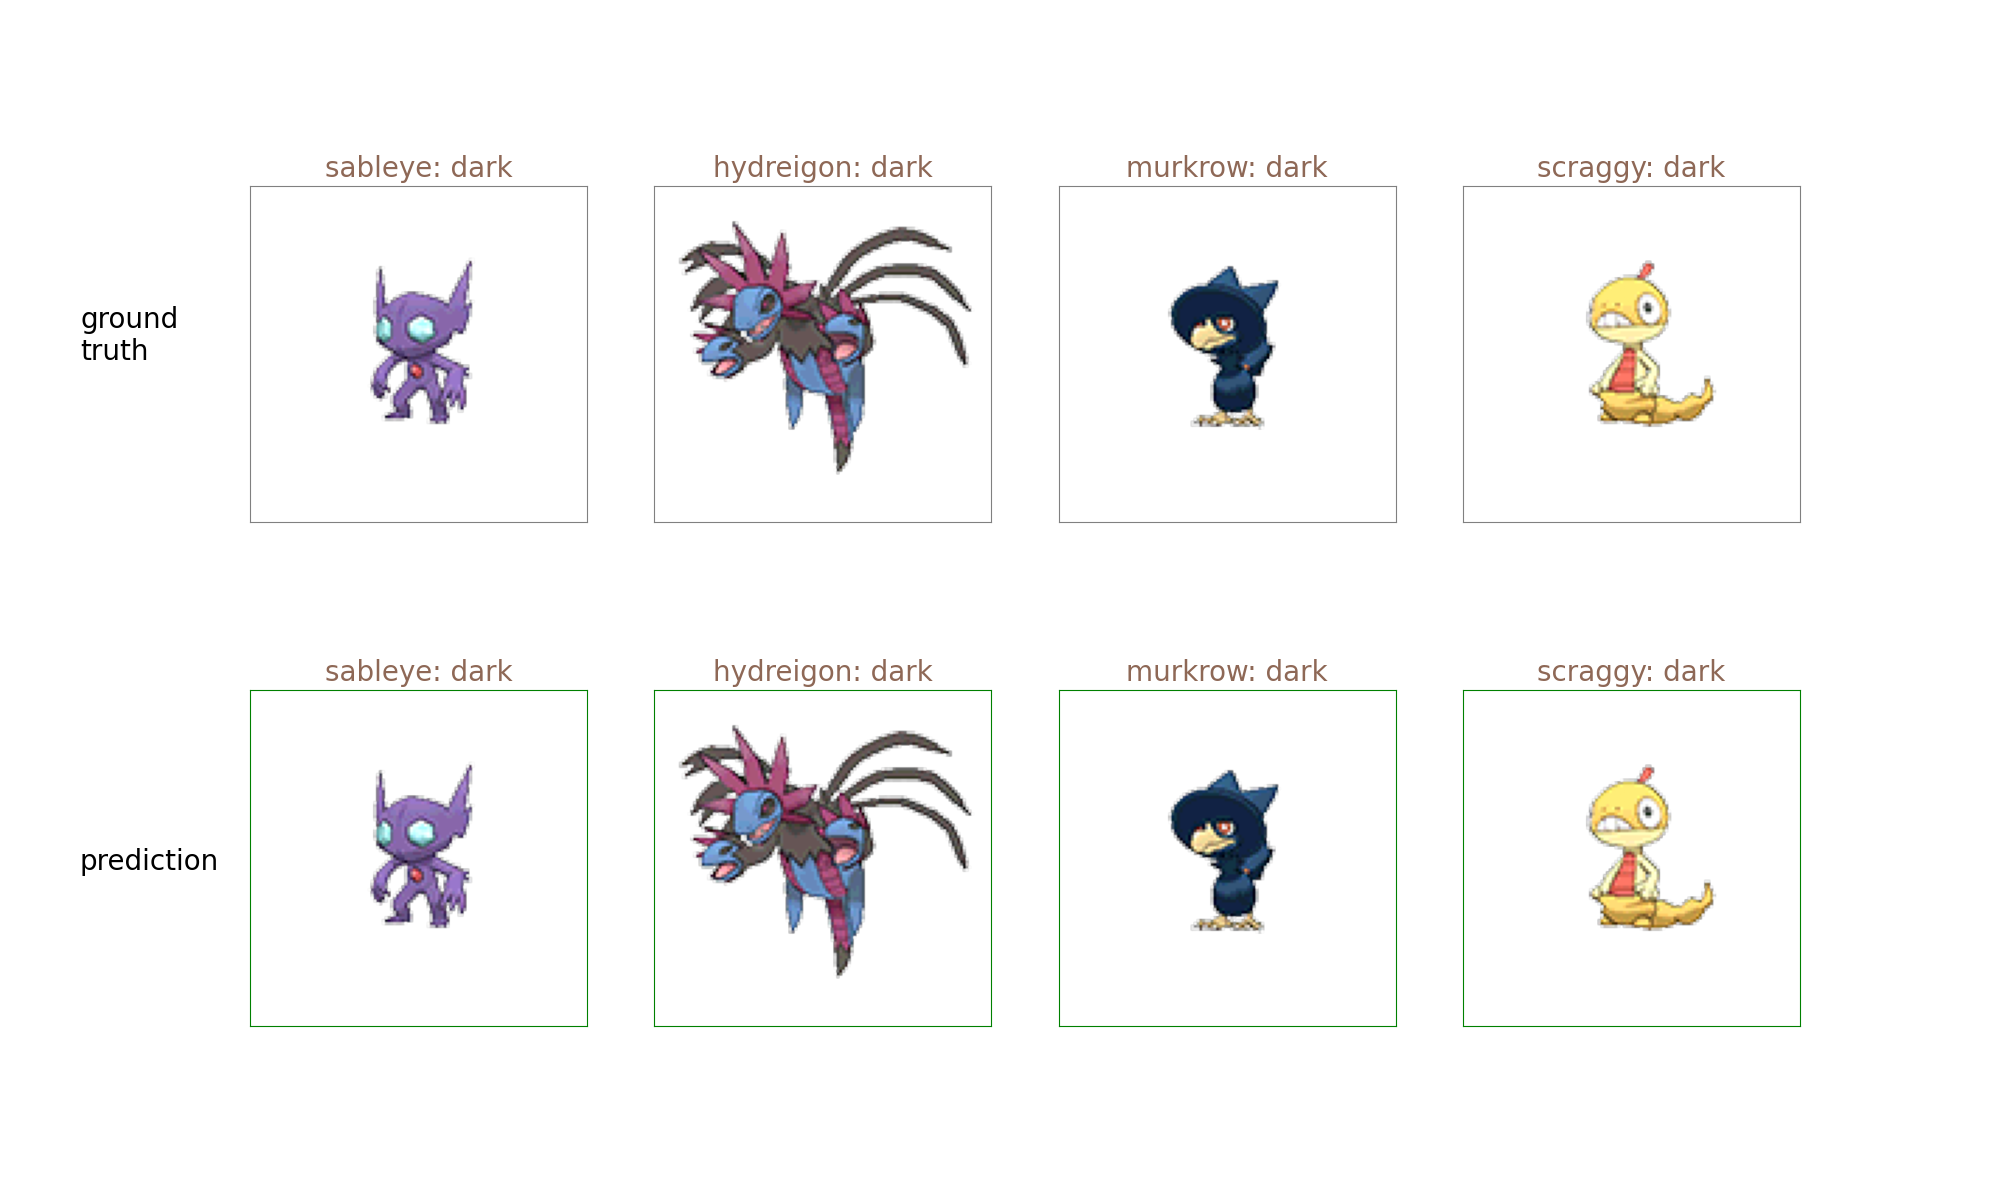 sableye: dark
hydreigon: dark
murkrow: dark
scraggy: dark
ground
truth
sableye: dark
hydreigon: dark
murkrow: dark
scraggy: dark
prediction